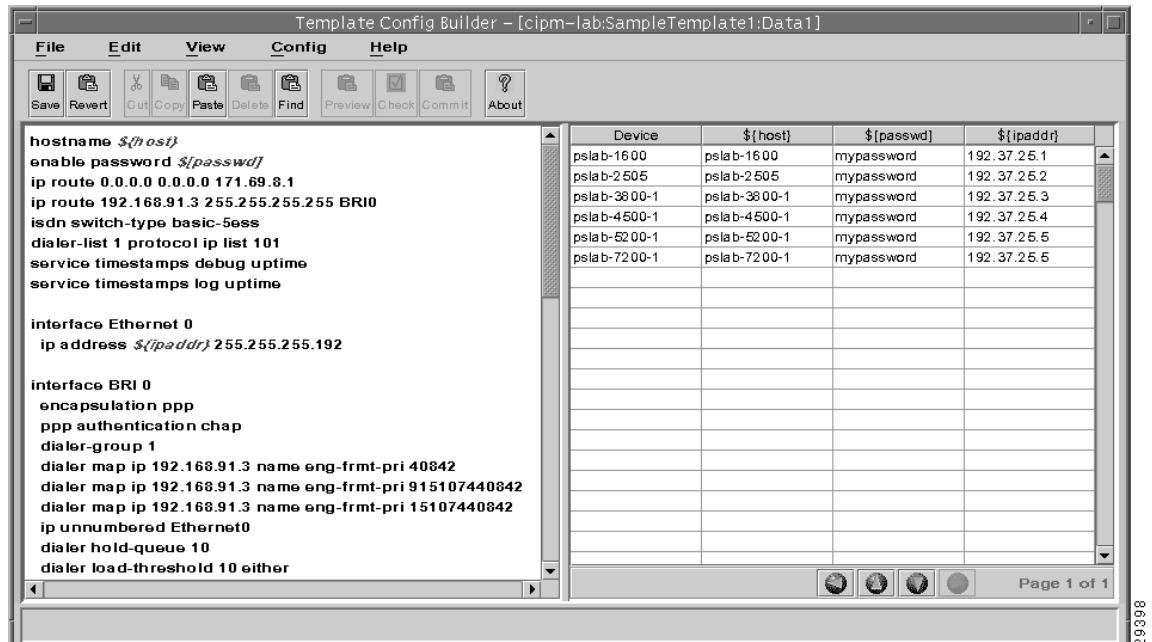 Template Config Builder – [cipm–lab:SampleTemplate1:Data1]
File Edit View Config Help
Save Revert Cut Copy Paste Delete Find Preview Check Commit About
hostname ${host}
enable password $[passwd]
ip route 0.0.0.0 0.0.0.0 171.69.8.1
ip route 192.168.91.3 255.255.255.255 BRI0
isdn switch-type basic-5ess
dialer-list 1 protocol ip list 101
service timestamps debug uptime
service timestamps log uptime
interface Ethernet 0
ip address ${ipaddr} 255.255.255.192
interface BRI 0
encapsulation ppp
ppp authentication chap
dialer-group 1
dialer map ip 192.168.91.3 name eng-frmt-pri 40842
dialer map ip 192.168.91.3 name eng-frmt-pri 915107440842
dialer map ip 192.168.91.3 name eng-frmt-pri 15107440842
ip unnumbered Ethernet0
dialer hold-queue 10
dialer load-threshold 10 either
Device ${host} $[passwd] ${ipaddr}
pslab-1600 pslab-1600 mypassword 192.37.25.1
pslab-2505 pslab-2505 mypassword 192.37.25.2
pslab-3800-1 pslab-3800-1 mypassword 192.37.25.3
pslab-4500-1 pslab-4500-1 mypassword 192.37.25.4
pslab-5200-1 pslab-5200-1 mypassword 192.37.25.5
pslab-7200-1 pslab-7200-1 mypassword 192.37.25.5
Page 1 of 1
29398